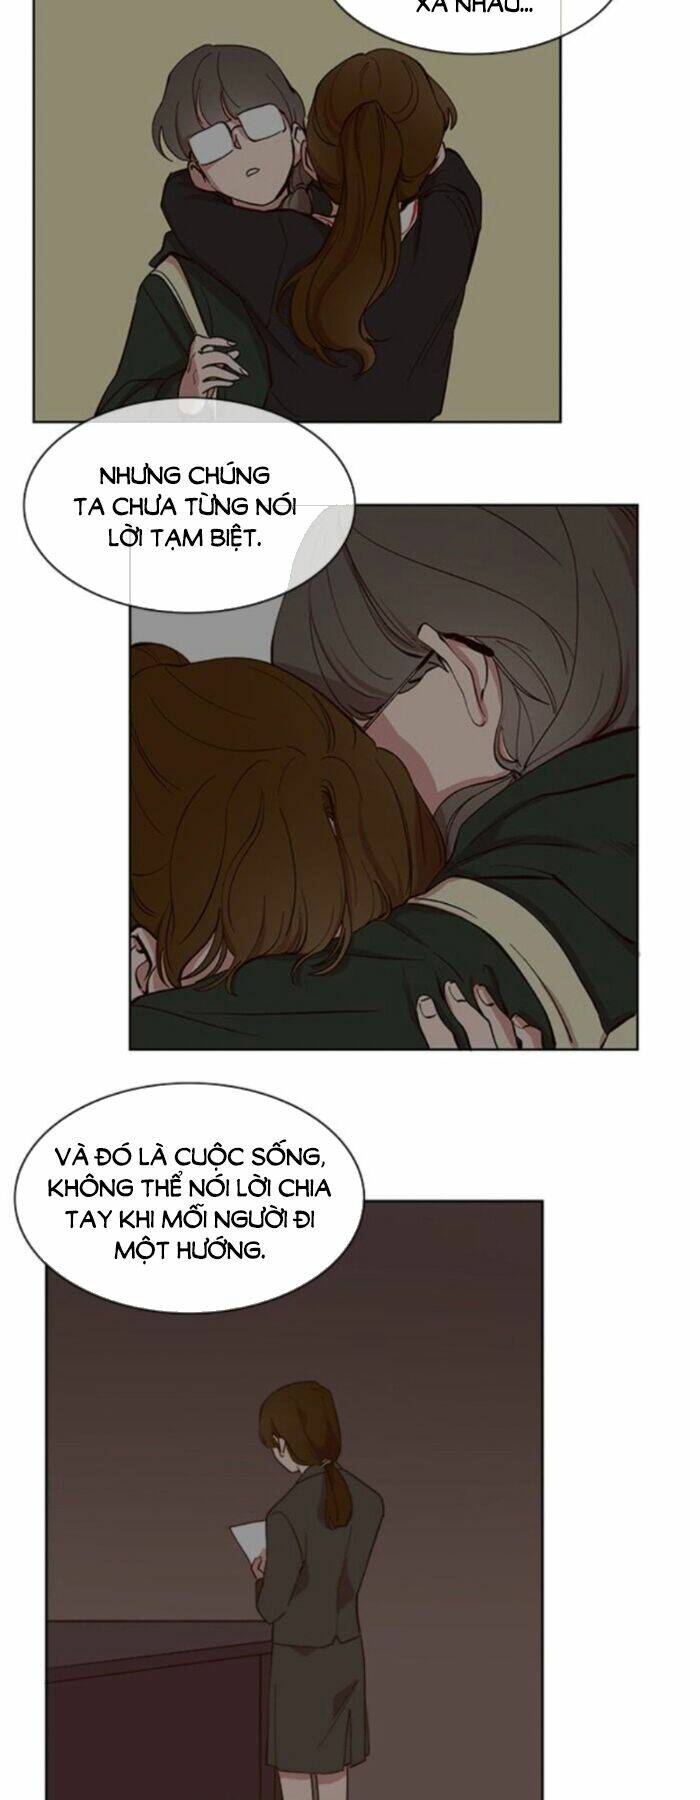 XA NHAU...
NHƯNG CHÚNG
TA CHƯA TỪNG NÓI
LỜI TẠM BIỆT.
VÀ ĐÓ LÀ CUỘC SỐNG,
KHÔNG THỂ NÓI LỜI CHIA
TAY KHI MỖI NGƯỜI ĐI
MỘT HƯỚNG.